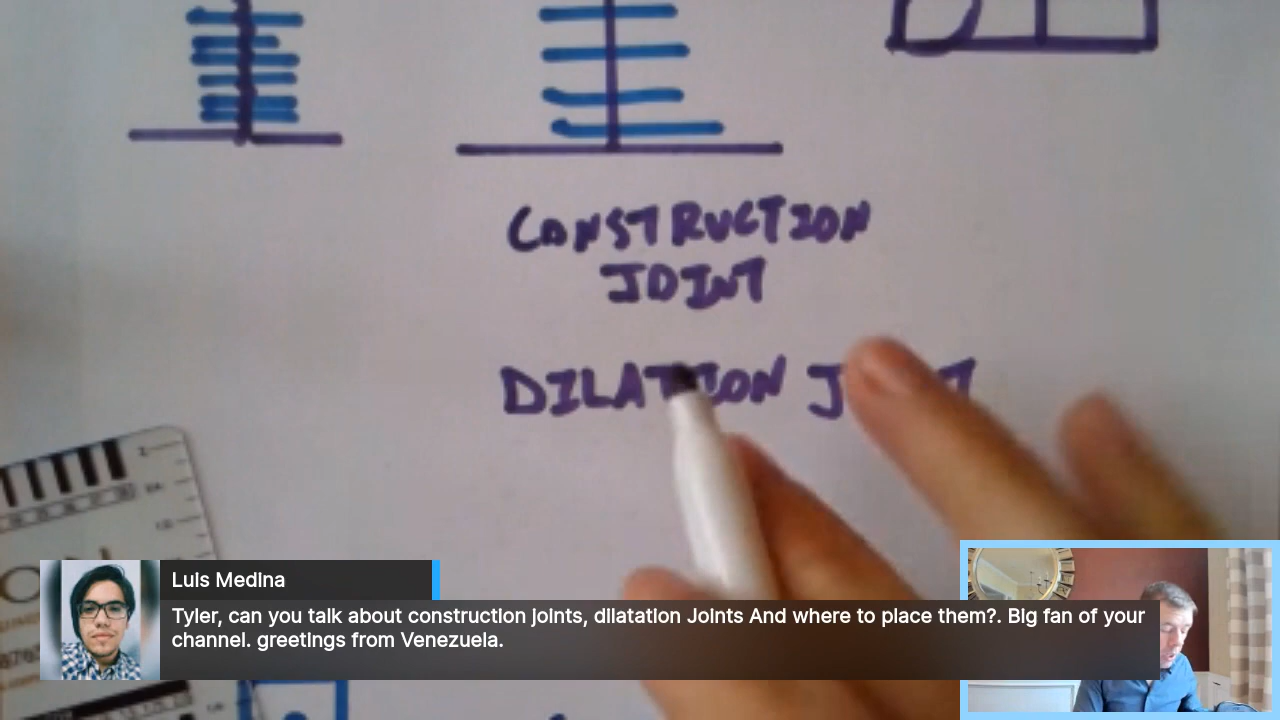 CONSTRUCTION
JOINT
DILATION
Luis Medina
Tyler, can you talk about construction joints, dilatation Joints And where to place them?. Big fan of your
channel. greetings from Venezuela.